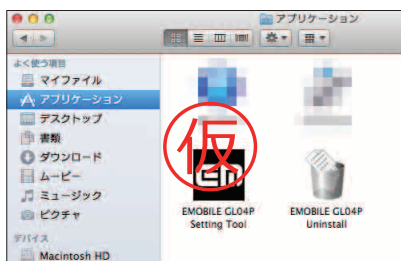 アプリケーション
よく使う項目
マイファイル
アプリケーション
デスクトップ
書類
ダウンロード
ムービー
ミュージック
ピクチャ
デバイス
Macintosh HD
仮
EM
EMOBILE GL04P
Setting Tool
EMOBILE GL04P
Uninstall